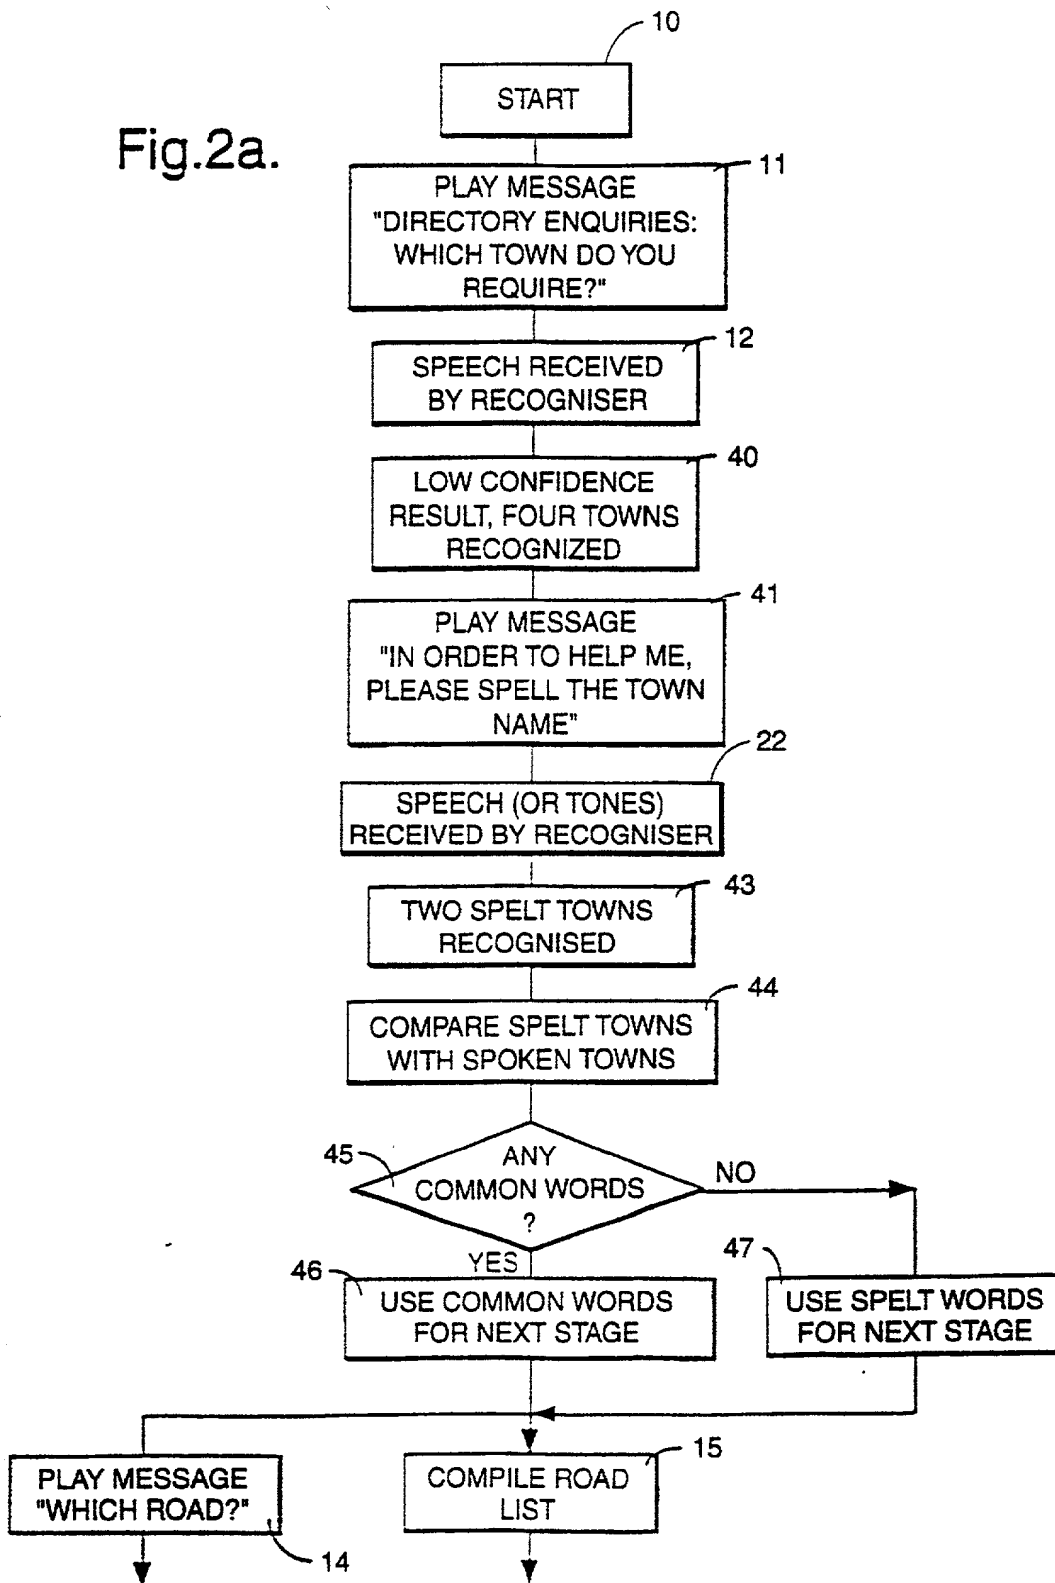 10
START
Fig.2a.
11
PLAY MESSAGE
"DIRECTORY ENQUIRIES:
WHICH TOWN DO YOU
REQUIRE?"
12
SPEECH RECEIVED
BY RECOGNISER
40
LOW CONFIDENCE
RESULT, FOUR TOWNS
RECOGNIZED
41
PLAY MESSAGE
"IN ORDER TO HELP ME,
PLEASE SPELL THE TOWN
NAME"
22
SPEECH (OR TONES)
RECEIVED BY RECOGNISER
43
TWO SPELT TOWNS
RECOGNISED
44
COMPARE SPELT TOWNS
WITH SPOKEN TOWNS
45
ANY
COMMON WORDS
?
NO
YES
46
USE COMMON WORDS
FOR NEXT STAGE
47
USE SPELT WORDS
FOR NEXT STAGE
PLAY MESSAGE
"WHICH ROAD?"
14
15
COMPILE ROAD
LIST